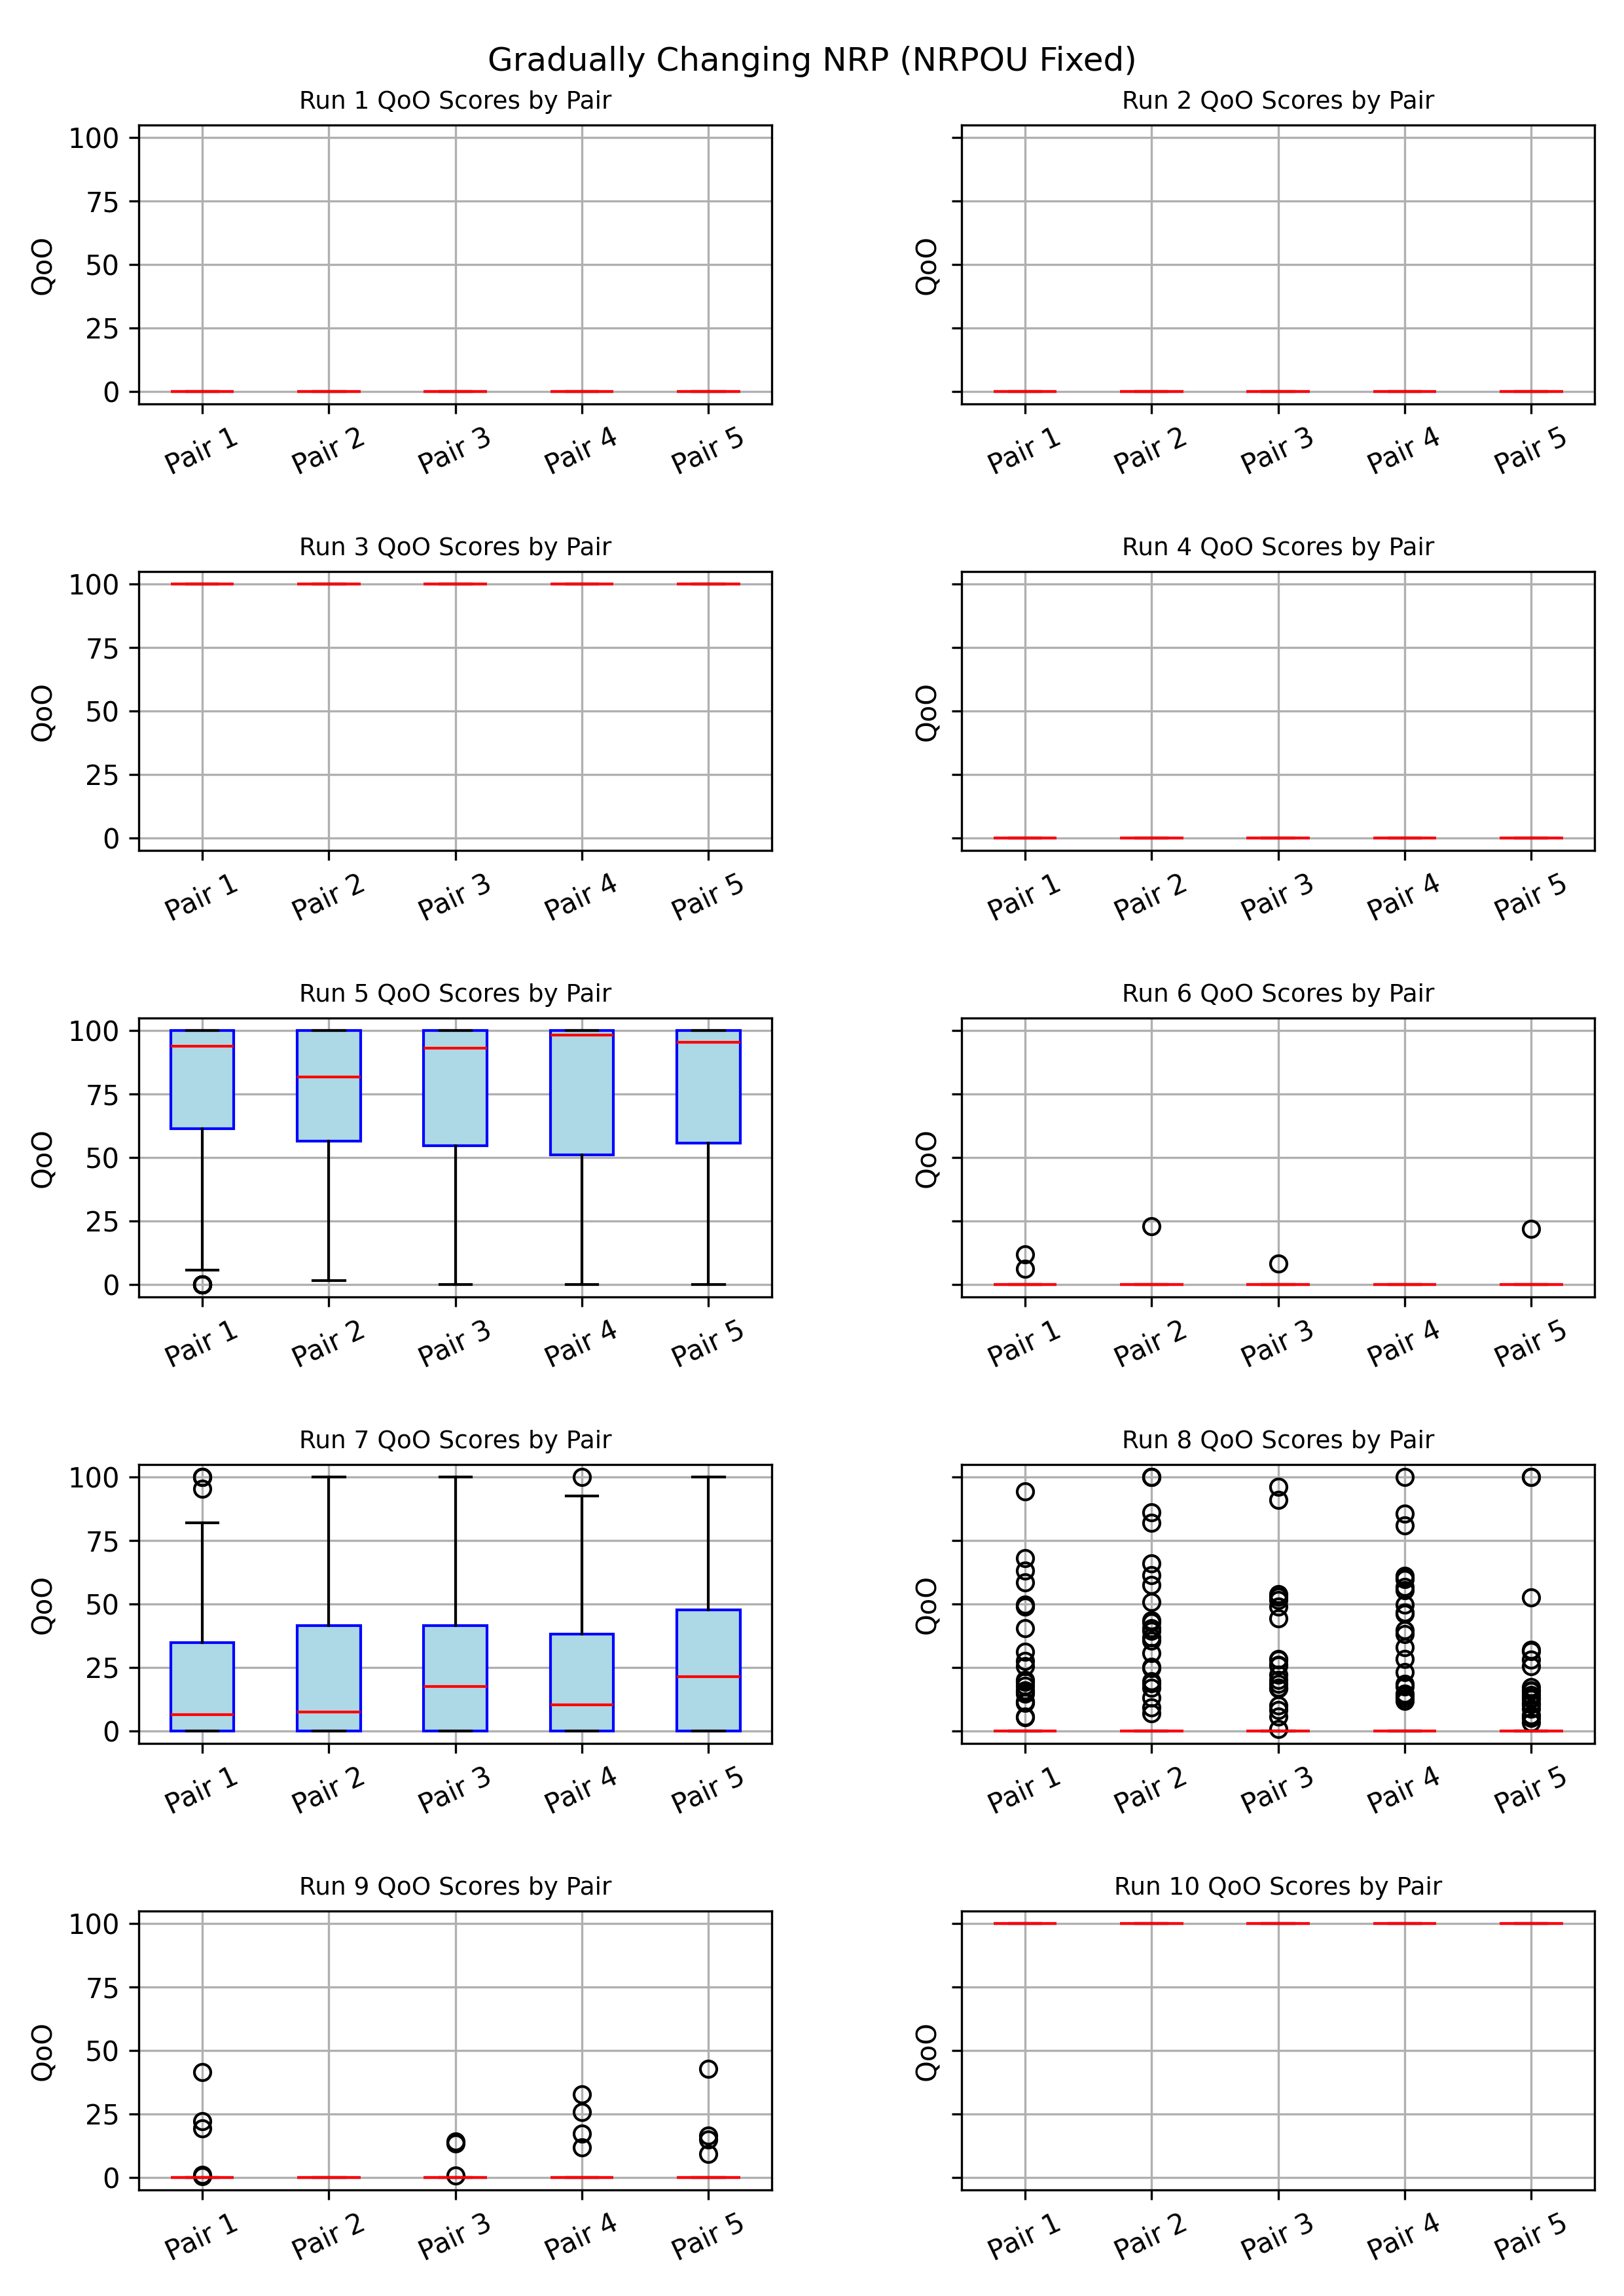 Gradually Changing NRP (NRPOU Fixed)
Run 1 QoO Scores by Pair
100
75
50
25
0
QoO
Pair 1 Pair 2 Pair 3 Pair 4 Pair 5
Run 2 QoO Scores by Pair
QoO
Pair 1 Pair 2 Pair 3 Pair 4 Pair 5
Run 3 QoO Scores by Pair
100
75
50
25
0
QoO
Pair 1 Pair 2 Pair 3 Pair 4 Pair 5
Run 4 QoO Scores by Pair
QoO
Pair 1 Pair 2 Pair 3 Pair 4 Pair 5
Run 5 QoO Scores by Pair
100
75
50
25
0
QoO
Pair 1 Pair 2 Pair 3 Pair 4 Pair 5
Run 6 QoO Scores by Pair
QoO
Pair 1 Pair 2 Pair 3 Pair 4 Pair 5
Run 7 QoO Scores by Pair
100
75
50
25
0
QoO
Pair 1 Pair 2 Pair 3 Pair 4 Pair 5
Run 8 QoO Scores by Pair
QoO
Pair 1 Pair 2 Pair 3 Pair 4 Pair 5
Run 9 QoO Scores by Pair
100
75
50
25
0
QoO
Pair 1 Pair 2 Pair 3 Pair 4 Pair 5
Run 10 QoO Scores by Pair
QoO
Pair 1 Pair 2 Pair 3 Pair 4 Pair 5